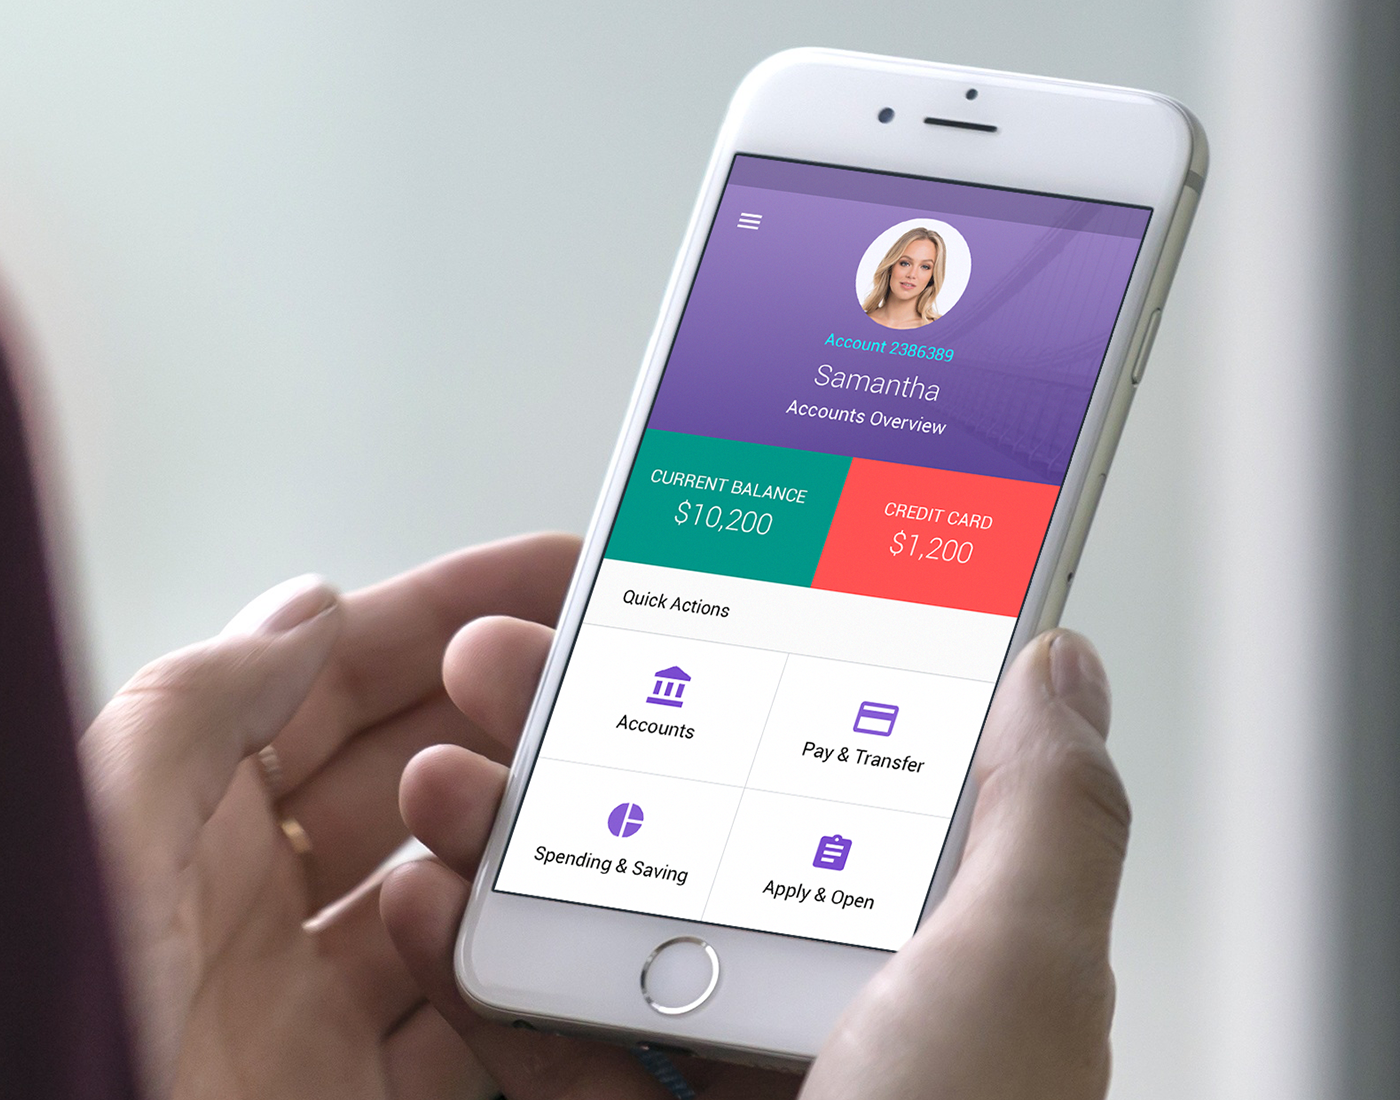 Account 2386389
Samantha
Accounts Overview
CURRENT BALANCE
$10,200
CREDIT CARD
$1,200
Quick Actions
Accounts
Pay & Transfer
Spending & Saving
Apply & Open